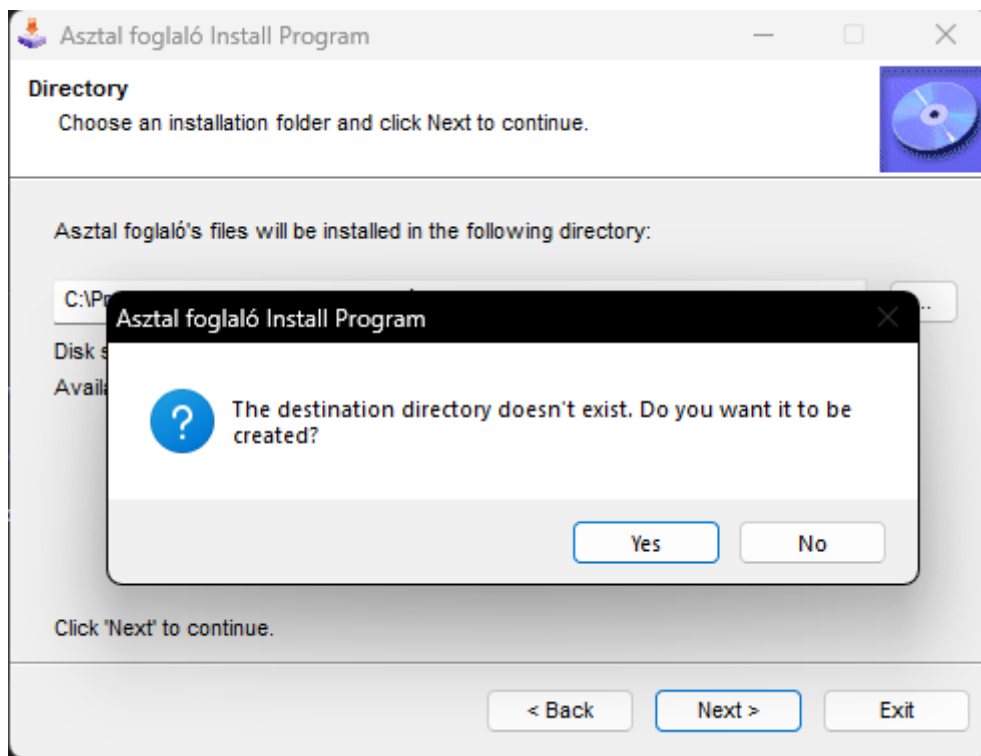 Asztal foglaló Install Program
Directory
Choose an installation folder and click Next to continue.
Asztal foglaló's files will be installed in the following directory:
C:\Pr
..
Asztal foglaló Install Program
Disk s
Availa
The destination directory doesn't exist. Do you want it to be
created?
Yes
No
Click 'Next' to continue.
< Back
Next >
Exit